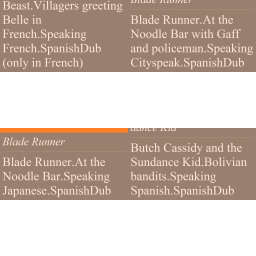 Beast.Villagers greeting
Belle in
French.Speaking
French.SpanishDub
(only in French)
Blade Runner
Blade Runner.At the
Noodle Bar with Gaff
and policeman.Speaking
Cityspeak.SpanishDub
Blade Runner
Blade Runner.At the
Noodle Bar.Speaking
Japanese.SpanishDub
dance Kid
Butch Cassidy and the
Sundance Kid.Bolivian
bandits.Speaking
Spanish.SpanishDub